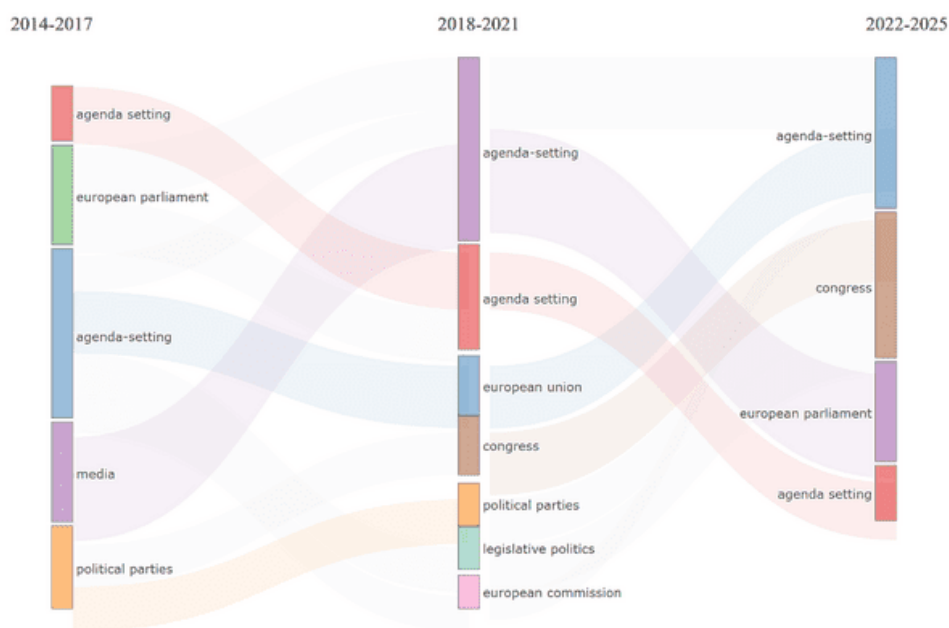 2014-2017
2018-2021
2022-2025
agenda setting
european parliament
agenda-setting
media
political parties
agenda-setting
agenda setting
european union
congress
political parties
legislative politics
european commission
agenda-setting
congress
european parliament
agenda setting